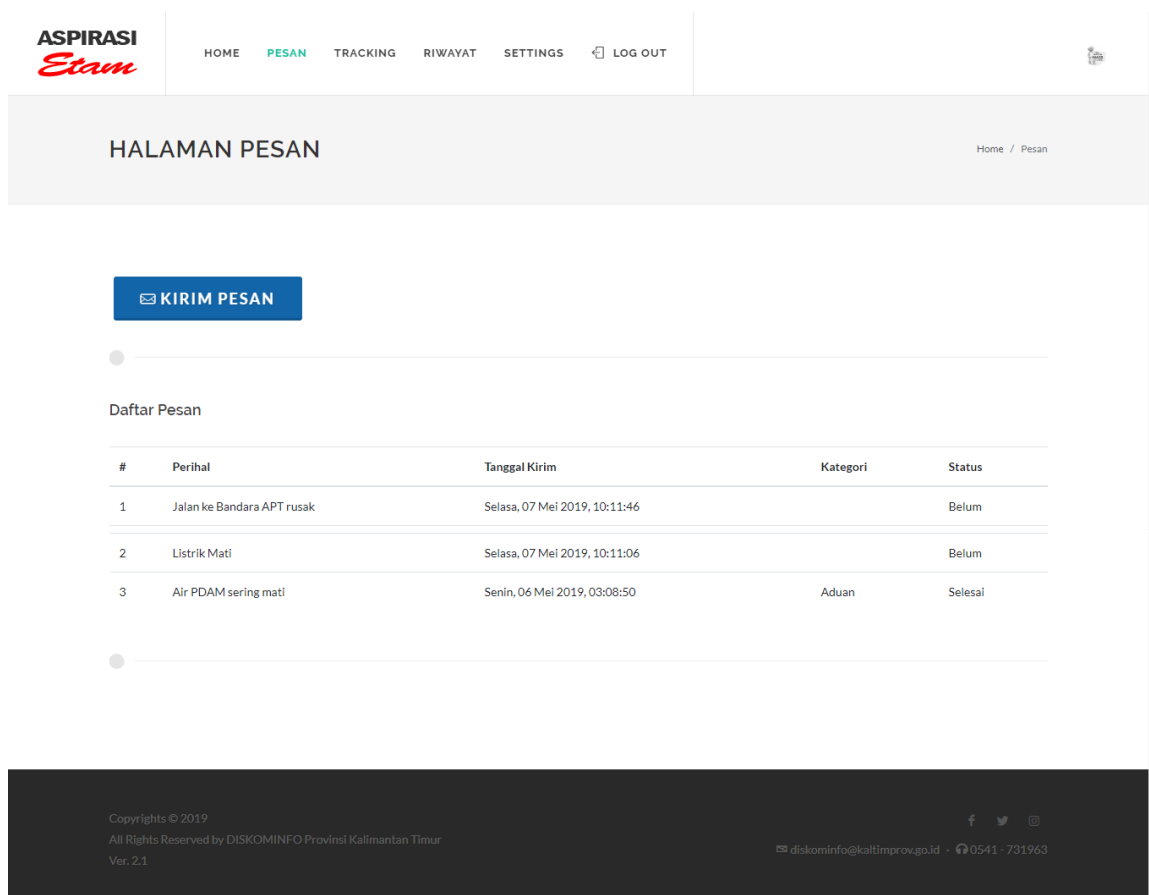 ASPIRASI
Etam
HOME PESAN TRACKING RIWAYAT SETTINGS LOG OUT
HALAMAN PESAN
Home / Pesan
KIRIM PESAN
Daftar Pesan
# Perihal Tanggal Kirim Kategori Status
1 Jalan ke Bandara APT rusak Selasa, 07 Mei 2019, 10:11:46 Belum
2 Listrik Mati Selasa, 07 Mei 2019, 10:11:06 Belum
3 Air PDAM sering mati Senin, 06 Mei 2019, 03:08:50 Aduan Selesai
Copyrights © 2019
All Rights Reserved by DISKOMINFO Provinsi Kalimantan Timur
Ver. 2.1
diskominfo@kaltimprov.go.id · 0541 - 731963